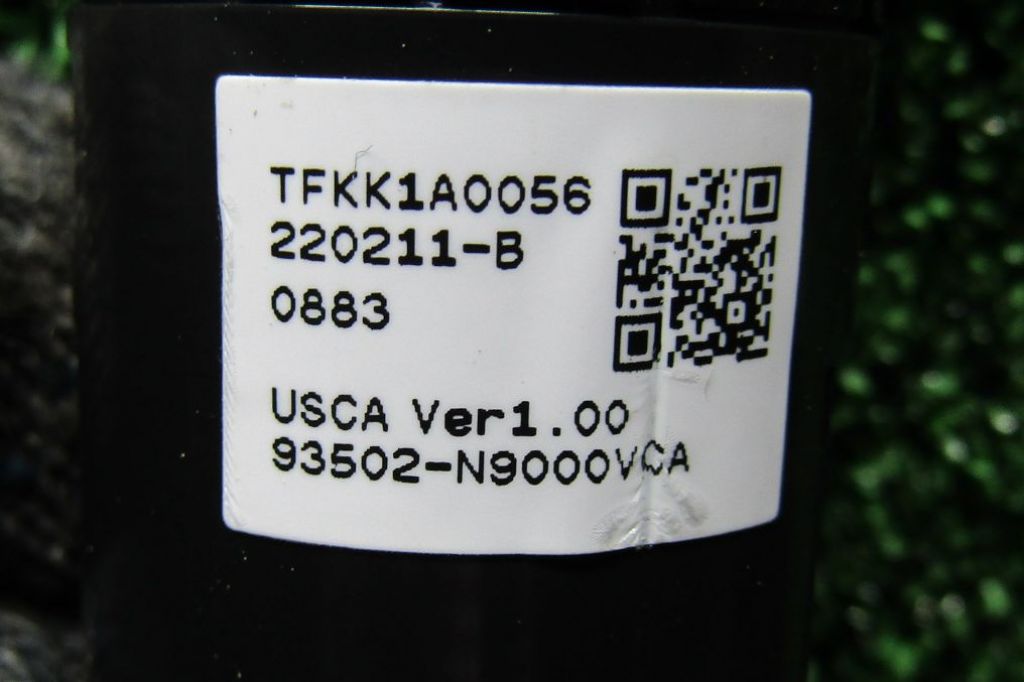 TFKK1A0056
220211-B
0883
USCA Ver1.00
93502-N9000VCA